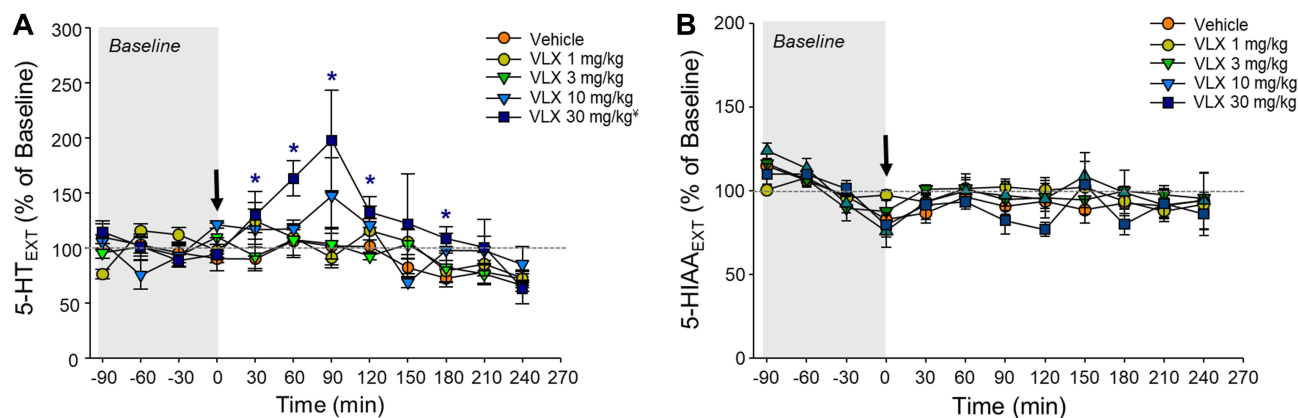 A
5-HT_EXT (% of Baseline)
300
250
200
150
100
50
0
Baseline
*
*
*
*
*
Vehicle
VLX 1 mg/kg
VLX 3 mg/kg
VLX 10 mg/kg
VLX 30 mg/kg¥
-90 -60 -30 0 30 60 90 120 150 180 210 240 270
Time (min)
B
5-HIAA_EXT (% of Baseline)
200
150
100
50
0
Baseline
Vehicle
VLX 1 mg/kg
VLX 3 mg/kg
VLX 10 mg/kg
VLX 30 mg/kg
-90 -60 -30 0 30 60 90 120 150 180 210 240 270
Time (min)